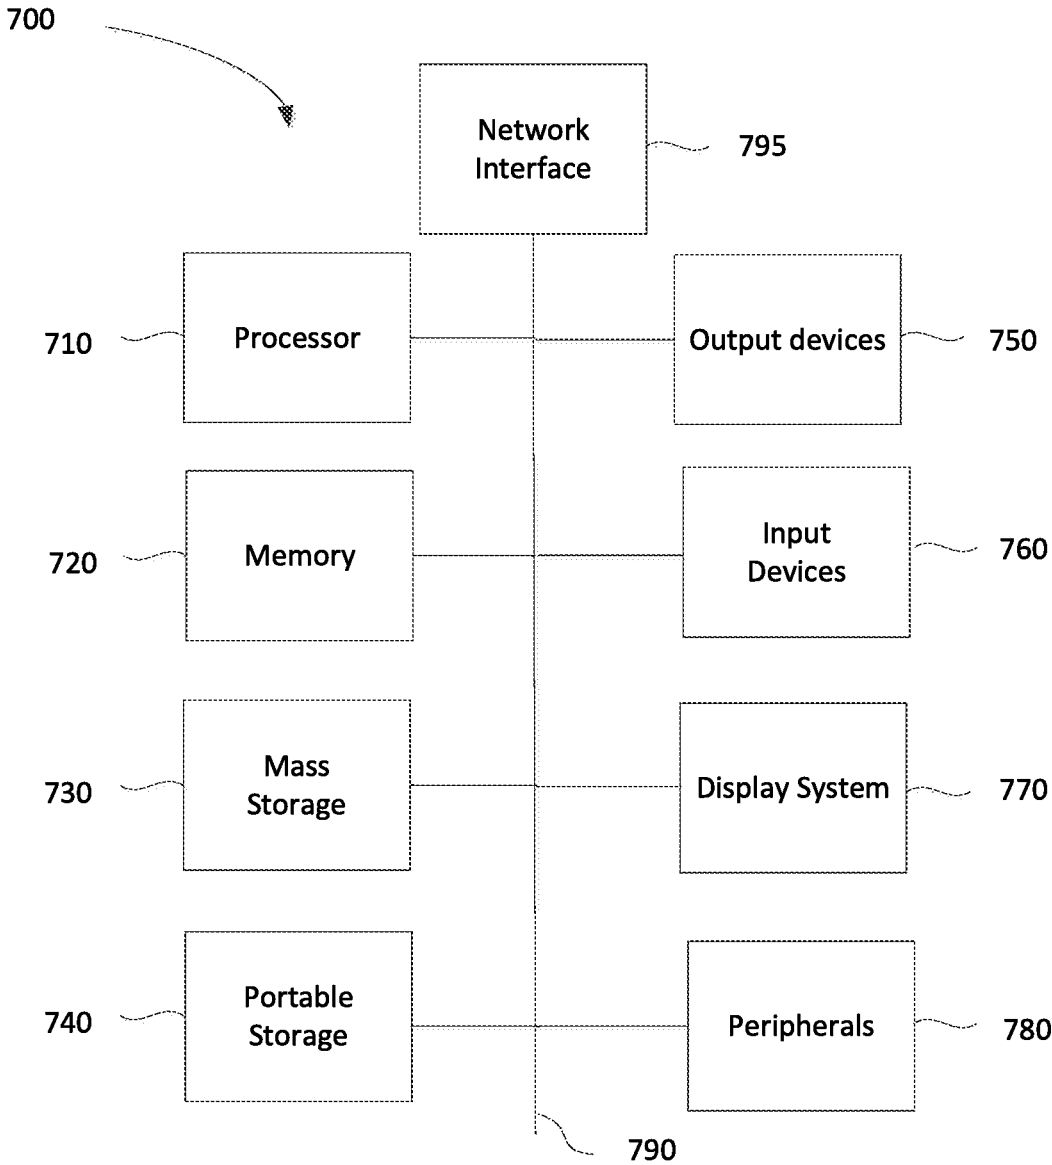 700
Network
Interface
795
Processor
710
Output devices
750
Memory
720
Input
Devices
760
Mass
Storage
730
Display System
770
Portable
Storage
740
Peripherals
780
790